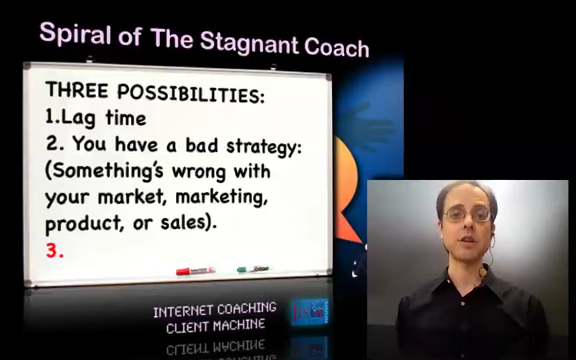 Spiral of The Stagnant Coach
THREE POSSIBILITIES:
1.Lag time
2. You have a bad strategy:
(Something's wrong with
your market, marketing,
product, or sales).
3.
INTERNET COACHING
CLIENT MACHINE